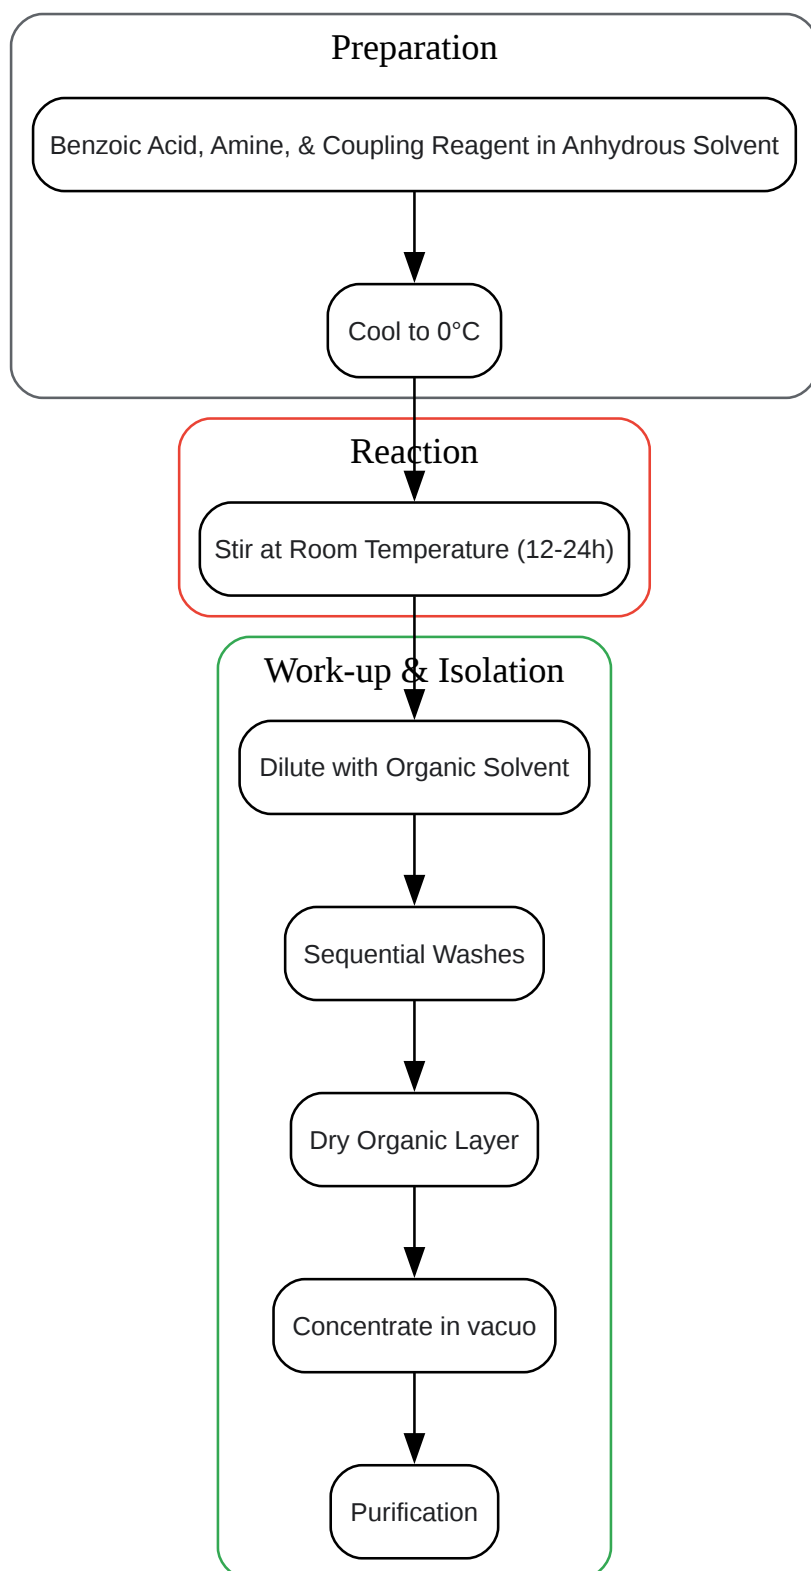 Preparation
Benzoic Acid, Amine, & Coupling Reagent in Anhydrous Solvent
Cool to 0°C
Reaction
Stir at Room Temperature (12-24h)
Work-up & Isolation
Dilute with Organic Solvent
Sequential Washes
Dry Organic Layer
Concentrate in vacuo
Purification